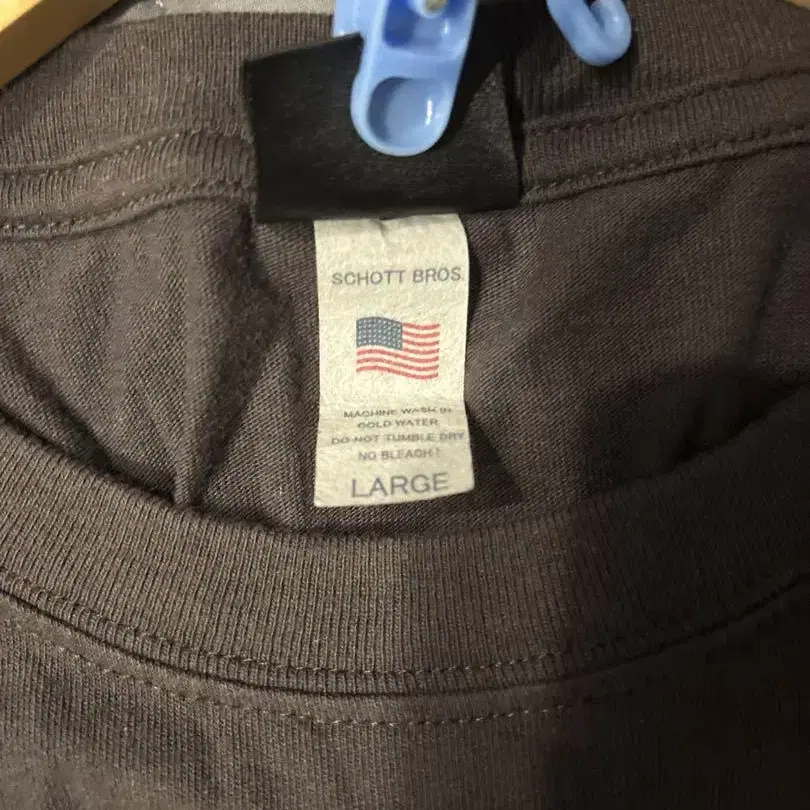 SCHOTT BROS.
MACHINE WASH IN
COLD WATER
DO NOT TUMBLE DRY
NO BLEACH!
LARGE